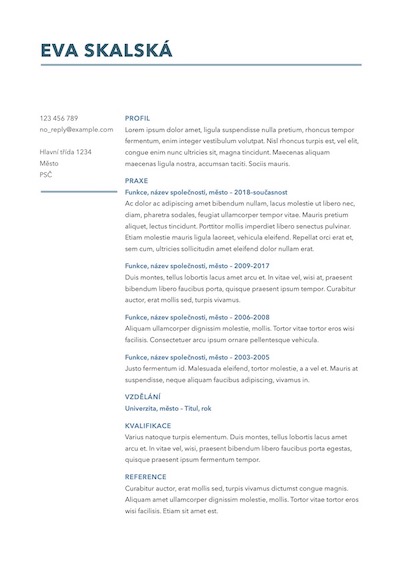 EVA SKALSKÁ
123 456 789
no_reply@example.com
Hlavní třída 1234
Město
PSČ
PROFIL
Lorem ipsum dolor amet, ligula suspendisse nulla pretium, rhoncus tempor
fermentum, enim integer vestibulum volutpat. Nisl rhoncus turpis est, vel elit,
congue enim nunc ultricies sit, magna tincidunt. Maecenas aliquam
maecenas ligula nostra, accumsan taciti. Sociis mauris.
PRAXE
Funkce, název společnosti, město – 2018-současnost
Ac dolor ac adipiscing amet bibendum nullam, lacus molestie ut libero nec,
diam, pharetra sodales, feugiat ullamcorper tempor vitae. Mauris pretium
aliquet, lectus tincidunt. Porttitor mollis imperdiet libero senectus pulvinar.
Etiam molestie mauris ligula laoreet, vehicula eleifend. Repellat orci erat et,
sem cum, ultricies sollicitudin amet eleifend dolor nullam erat.
Funkce, název společnosti, město – 2009-2017
Duis montes, tellus lobortis lacus amet arcu et. In vitae vel, wisi at, praesent
bibendum libero faucibus porta, quisque praesent ipsum tempor. Curabitur
auctor, erat mollis sed, turpis vivamus.
Funkce, název společnosti, město – 2006-2008
Aliquam ullamcorper dignissim molestie, mollis. Tortor vitae tortor eros wisi
facilisis. Consectetuer arcu ipsum ornare pellentesque vehicula.
Funkce, název společnosti, město – 2003-2005
Justo fermentum id. Malesuada eleifend, tortor molestie, a a vel et. Mauris at
suspendisse, neque aliquam faucibus adipiscing, vivamus in.
VZDĚLÁNÍ
Univerzita, město – Titul, rok
KVALIFIKACE
Varius natoque turpis elementum. Duis montes, tellus lobortis lacus amet
arcu et. In vitae vel, wisi, praesent bibendum libero faucibus porta egestas,
quisque praesent ipsum fermentum tempor.
REFERENCE
Curabitur auctor, erat mollis sed, turpis vivamus dictumst congue magnis.
Aliquam amet ullamcorper dignissim molestie, mollis. Tortor vitae tortor eros
facilisis. Etiam sit amet est.